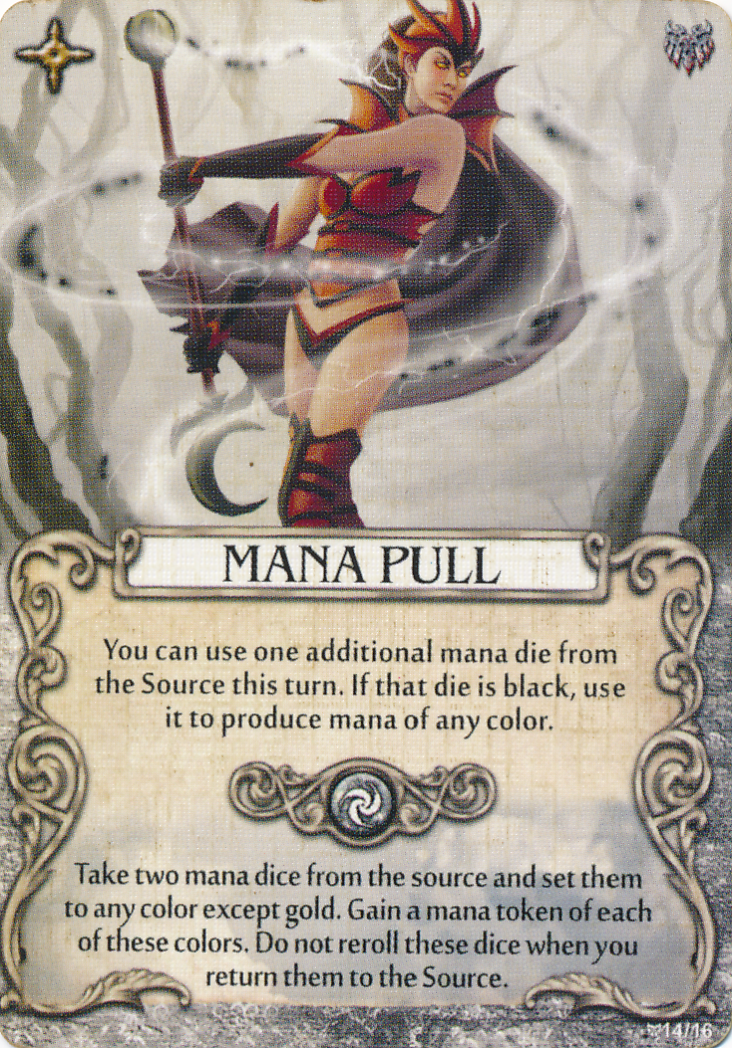 MANA PULL
You can use one additional mana die from
the Source this turn. If that die is black, use
it to produce mana of any color.
Take two mana dice from the source and set them
to any color except gold. Gain a mana token of each
of these colors. Do not reroll these dice when you
return them to the Source.
14/16